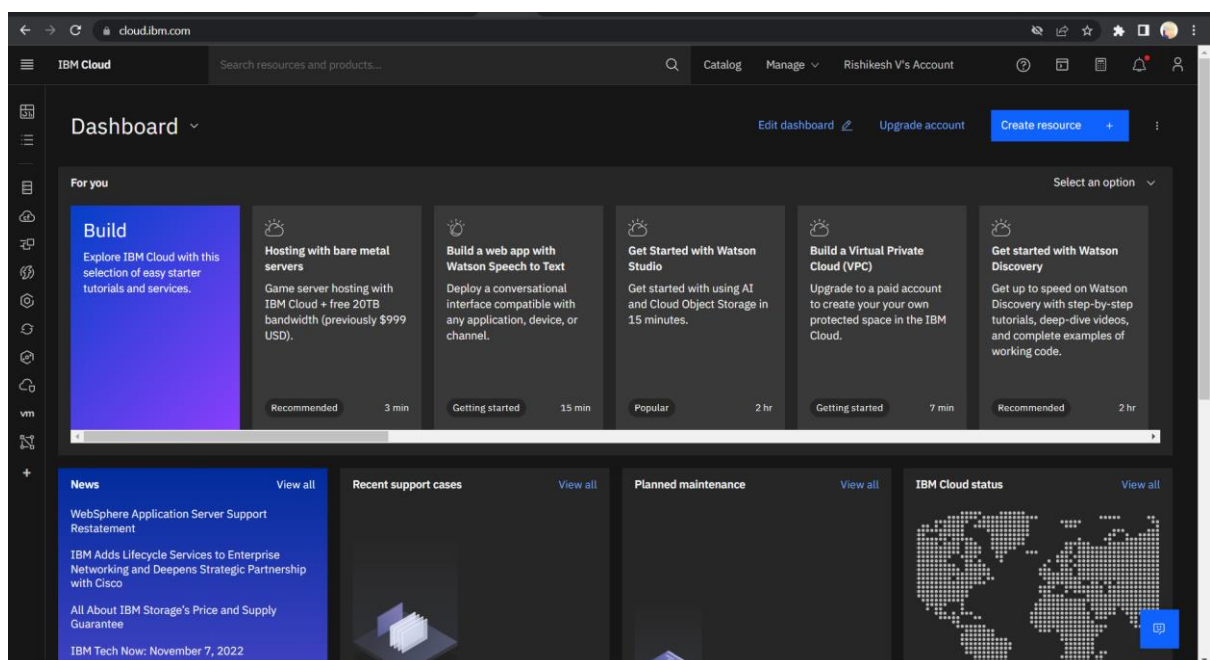 cloud.ibm.com
IBM Cloud
Search resources and products...
Catalog
Manage
Rishikesh V's Account
Dashboard
Edit dashboard
Upgrade account
Create resource +
For you
Select an option
Build
Explore IBM Cloud with this
selection of easy starter
tutorials and services.
Hosting with bare metal
servers
Game server hosting with
IBM Cloud + free 20TB
bandwidth (previously $999
USD).
Recommended
3 min
Build a web app with
Watson Speech to Text
Deploy a conversational
interface compatible with
any application, device, or
channel.
Getting started
15 min
Get Started with Watson
Studio
Get started with using AI
and Cloud Object Storage in
15 minutes.
Popular
2 hr
Build a Virtual Private
Cloud (VPC)
Upgrade to a paid account
to create your your own
protected space in the IBM
Cloud.
Getting started
7 min
Get started with Watson
Discovery
Get up to speed on Watson
Discovery with step-by-step
tutorials, deep-dive videos,
and complete examples of
working code.
Recommended
2 hr
vm
News
View all
WebSphere Application Server Support
Restatement
IBM Adds Lifecycle Services to Enterprise
Networking and Deepens Strategic Partnership
with Cisco
All About IBM Storage's Price and Supply
Guarantee
IBM Tech Now: November 7, 2022
Recent support cases
View all
Planned maintenance
View all
IBM Cloud status
View all